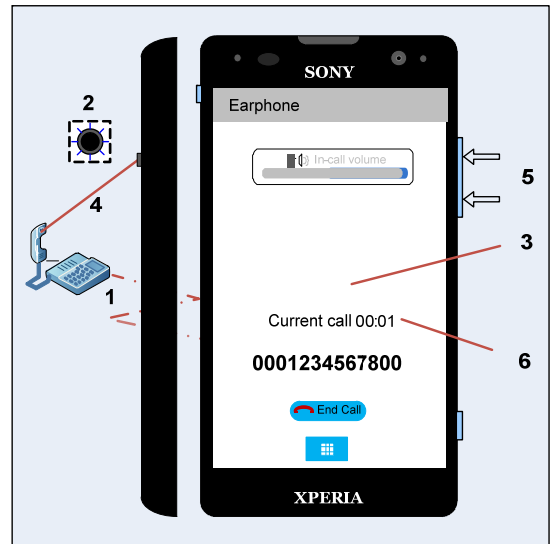 SONY
Earphone
2
In-call volume
5
4
3
1
Current call 00:01
6
0001234567800
End Call
XPERIA